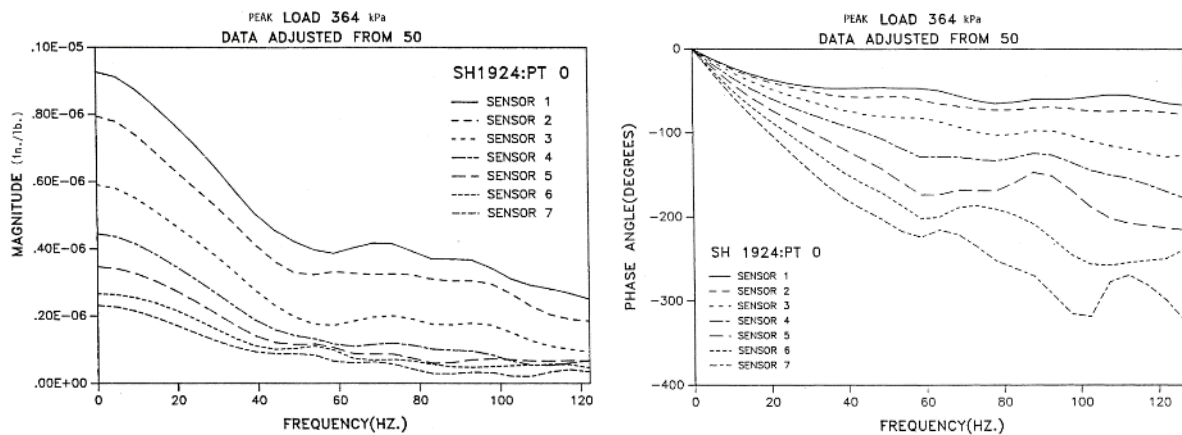 PEAK LOAD 364 kPa
DATA ADJUSTED FROM 50
.10E-05
.80E-06
.60E-06
.40E-06
.20E-06
.00E+00
MAGNITUDE (in./lb.)
SH1924:PT 0
SENSOR 1
SENSOR 2
SENSOR 3
SENSOR 4
SENSOR 5
SENSOR 6
SENSOR 7
0 20 40 60 80 100 120
FREQUENCY(HZ.)
PEAK LOAD 364 kPa
DATA ADJUSTED FROM 50
0
-100
-200
-300
-400
PHASE ANGLE(DEGREES)
SH 1924:PT 0
SENSOR 1
SENSOR 2
SENSOR 3
SENSOR 4
SENSOR 5
SENSOR 6
SENSOR 7
0 20 40 60 80 100 120
FREQUENCY(HZ.)